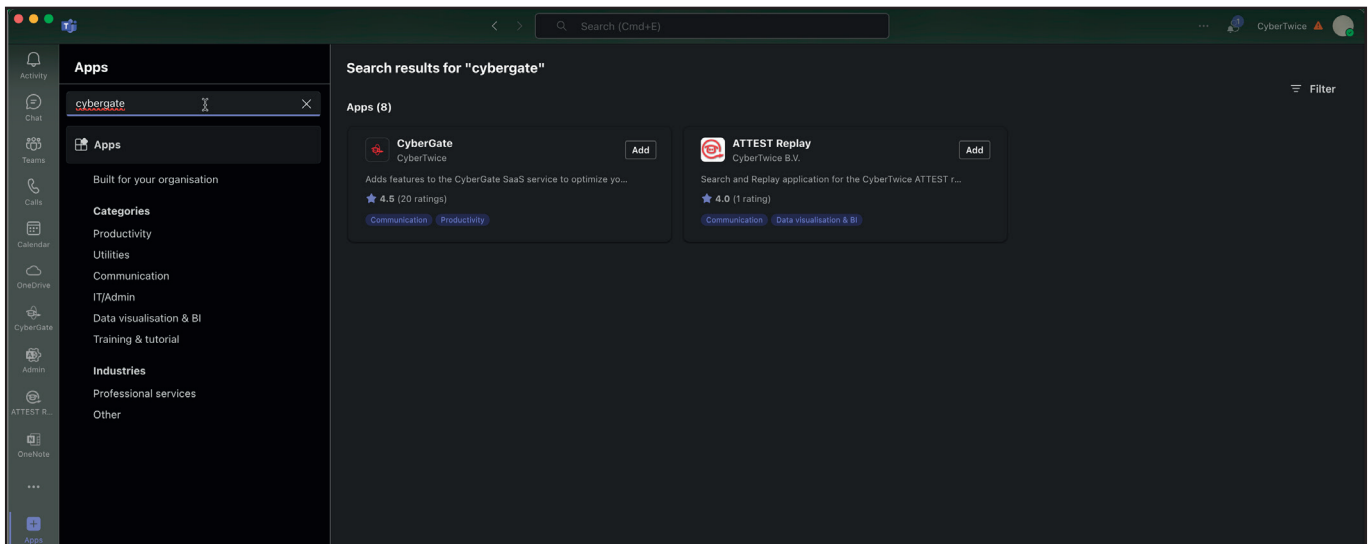 Search (Cmd+E)
CyberTwice
Activity
Chat
Teams
Calls
Calendar
OneDrive
CyberGate
Admin
ATTEST R...
OneNote
Apps
Apps
cybergate
Apps
Built for your organisation
Categories
Productivity
Utilities
Communication
IT/Admin
Data visualisation & BI
Training & tutorial
Industries
Professional services
Other
Search results for "cybergate"
Filter
Apps (8)
CyberGate
CyberTwice
Add
Adds features to the CyberGate SaaS service to optimize yo...
4.5 (20 ratings)
Communication Productivity
ATTEST Replay
CyberTwice B.V.
Add
Search and Replay application for the CyberTwice ATTEST r...
4.0 (1 rating)
Communication Data visualisation & BI